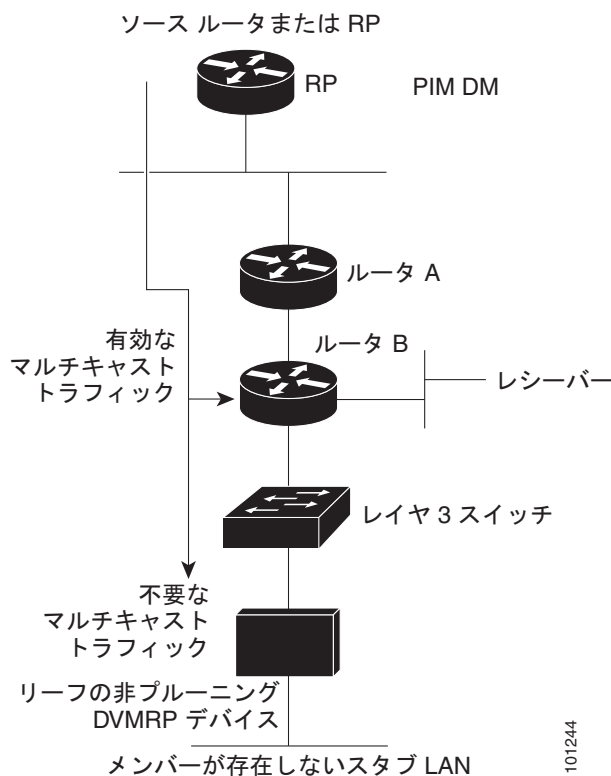 ソース ルータまたは RP
RP
PIM DM
ルータ A
有効な
マルチキャスト
トラフィック
ルータ B
レシーバー
レイヤ 3 スイッチ
不要な
マルチキャスト
トラフィック
リーフの非プルーニング
DVMRP デバイス
メンバーが存在しないスタブ LAN
101244